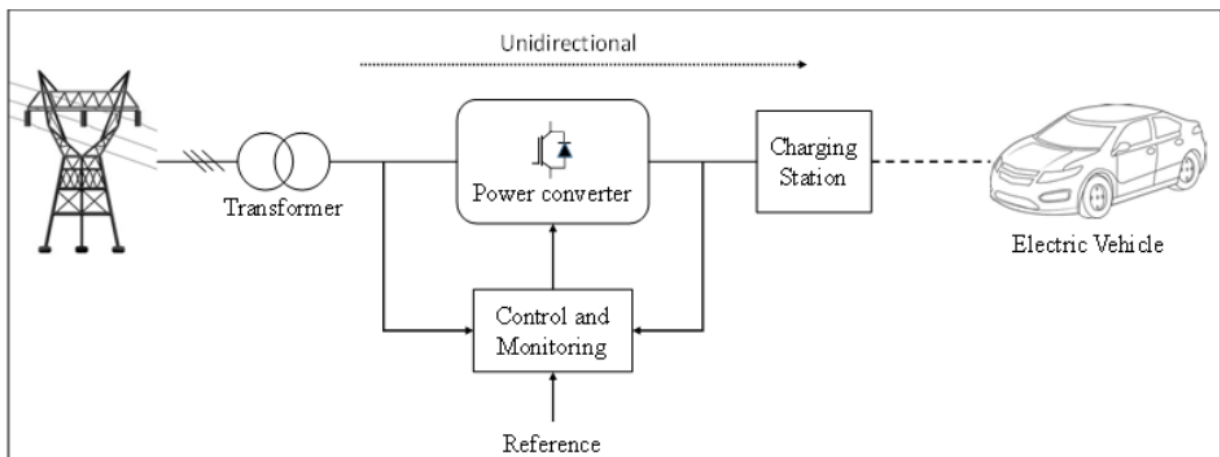 Unidirectional
Transformer
Power converter
Charging
Station
Electric Vehicle
Control and
Monitoring
Reference